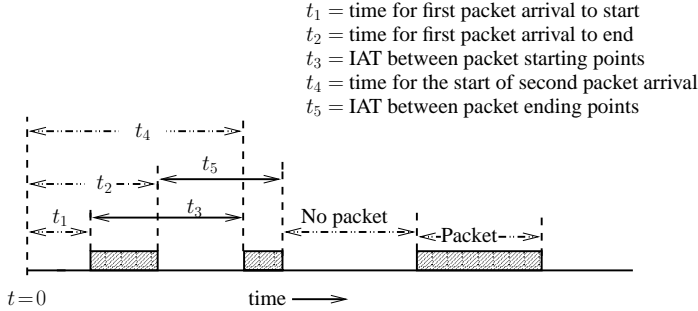 t₁ = time for first packet arrival to start
t₂ = time for first packet arrival to end
t₃ = IAT between packet starting points
t₄ = time for the start of second packet arrival
t₅ = IAT between packet ending points
t₄
t₅
t₂
t₁
t₃
No packet
Packet
t=0
time